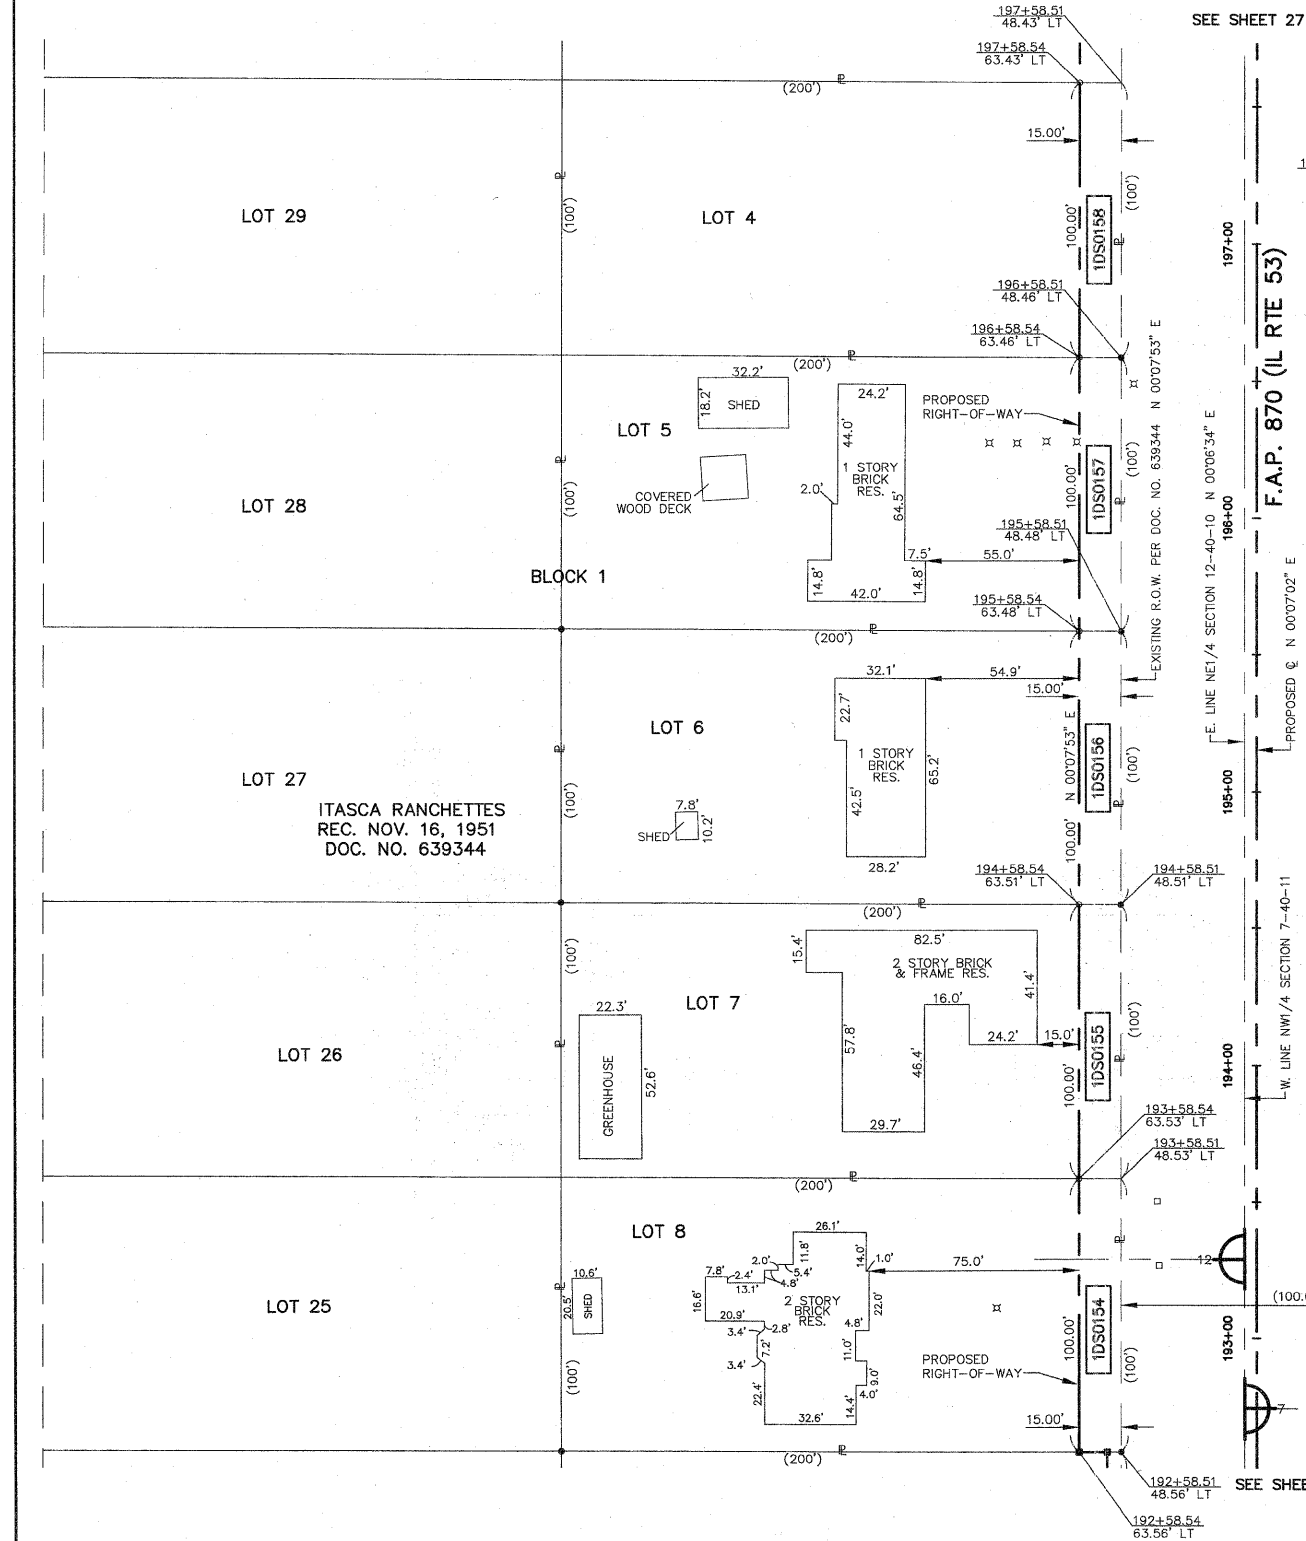 197+58.51
48.43' LT
SEE SHEET 27
197+58.54
63.43' LT
(200')
15.00'
LOT 29
LOT 4
(100')
100.00'
1DS0158
(100')
197+00
196+58.51
48.46' LT
196+58.54
63.46' LT
F.A.P. 870 (IL RTE 53)
(200')
32.2'
18.2'
SHED
24.2'
44.0'
PROPOSED
RIGHT-OF-WAY
LOT 5
1 STORY
BRICK
RES.
64.5'
2.0'
COVERED
WOOD DECK
LOT 28
(100')
100.00'
1DS0157
(100')
EXISTING R.O.W. PER DOC. NO. 639344 N 00°07'53" E
E. LINE NE1/4 SECTION 12-40-10 N 00°06'34" E
196+00
195+58.51
48.48' LT
7.5'
55.0'
BLOCK 1
14.8'
42.0'
14.8'
195+58.54
63.48' LT
PROPOSED ℄ N 00°07'02" E
(200')
32.1'
54.9'
15.00'
22.7'
LOT 6
1 STORY
BRICK
RES.
65.2'
42.5'
28.2'
N 00°07'53" E
100.00'
1DS0156
(100')
195+00
LOT 27
(100')
ITASCA RANCHETTES
REC. NOV. 16, 1951
DOC. NO. 639344
7.8'
10.2'
SHED
194+58.54
63.51' LT
194+58.51
48.51' LT
(200')
W. LINE NW1/4 SECTION 7-40-11
15.4'
82.5'
2 STORY BRICK
& FRAME RES.
41.4'
(100')
22.3'
LOT 7
16.0'
24.2'
15.0'
57.8'
46.4'
29.7'
LOT 26
GREENHOUSE
52.6'
100.00'
1DS0155
(100')
194+00
193+58.54
63.53' LT
193+58.51
48.53' LT
(200')
LOT 8
26.1'
11.8'
14.0'
1.0'
75.0'
2.0'
5.4'
4.8'
7.8'
2.4'
13.1'
12
10.6'
20.5'
SHED
16.6'
2 STORY
BRICK
RES.
22.0'
20.9'
2.8'
3.4'
7.2'
3.4'
4.8'
11.0'
9.0'
4.0'
22.4'
14.4'
32.6'
LOT 25
(100')
PROPOSED
RIGHT-OF-WAY
100.00'
1DS0154
(100')
193+00
7
15.00'
(200')
192+58.51
48.56' LT
192+58.54
63.56' LT